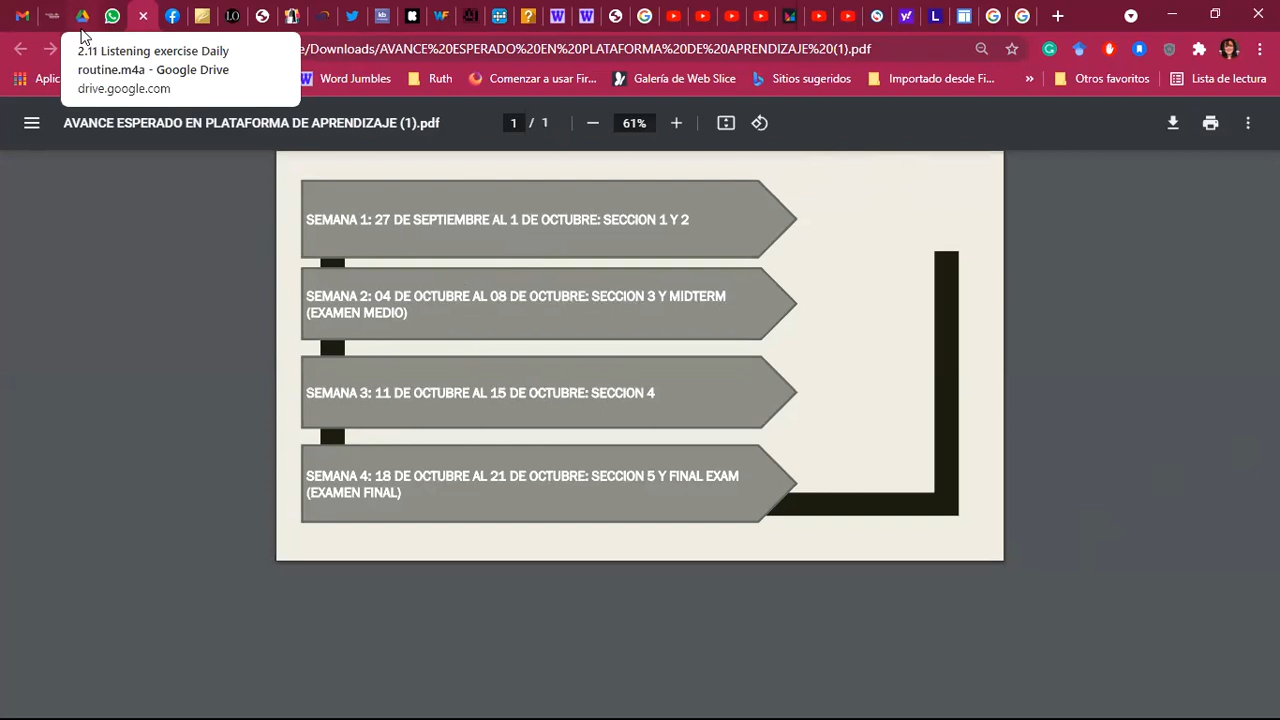 2.11 Listening exercise Daily
routine.m4a - Google Drive
drive.google.com
e/Downloads/AVANCE%20ESPERADO%20EN%20PLATAFORMA%20DE%20APRENDIZAJE%20(1).pdf
Aplic
Word Jumbles
Ruth
Comenzar a usar Fir...
Galería de Web Slice
Sitios sugeridos
Importado desde Fi...
»
Otros favoritos
Lista de lectura
AVANCE ESPERADO EN PLATAFORMA DE APRENDIZAJE (1).pdf
1 / 1
61%
SEMANA 1: 27 DE SEPTIEMBRE AL 1 DE OCTUBRE: SECCION 1 Y 2
SEMANA 2: 04 DE OCTUBRE AL 08 DE OCTUBRE: SECCION 3 Y MIDTERM
(EXAMEN MEDIO)
SEMANA 3: 11 DE OCTUBRE AL 15 DE OCTUBRE: SECCION 4
SEMANA 4: 18 DE OCTUBRE AL 21 DE OCTUBRE: SECCION 5 Y FINAL EXAM
(EXAMEN FINAL)